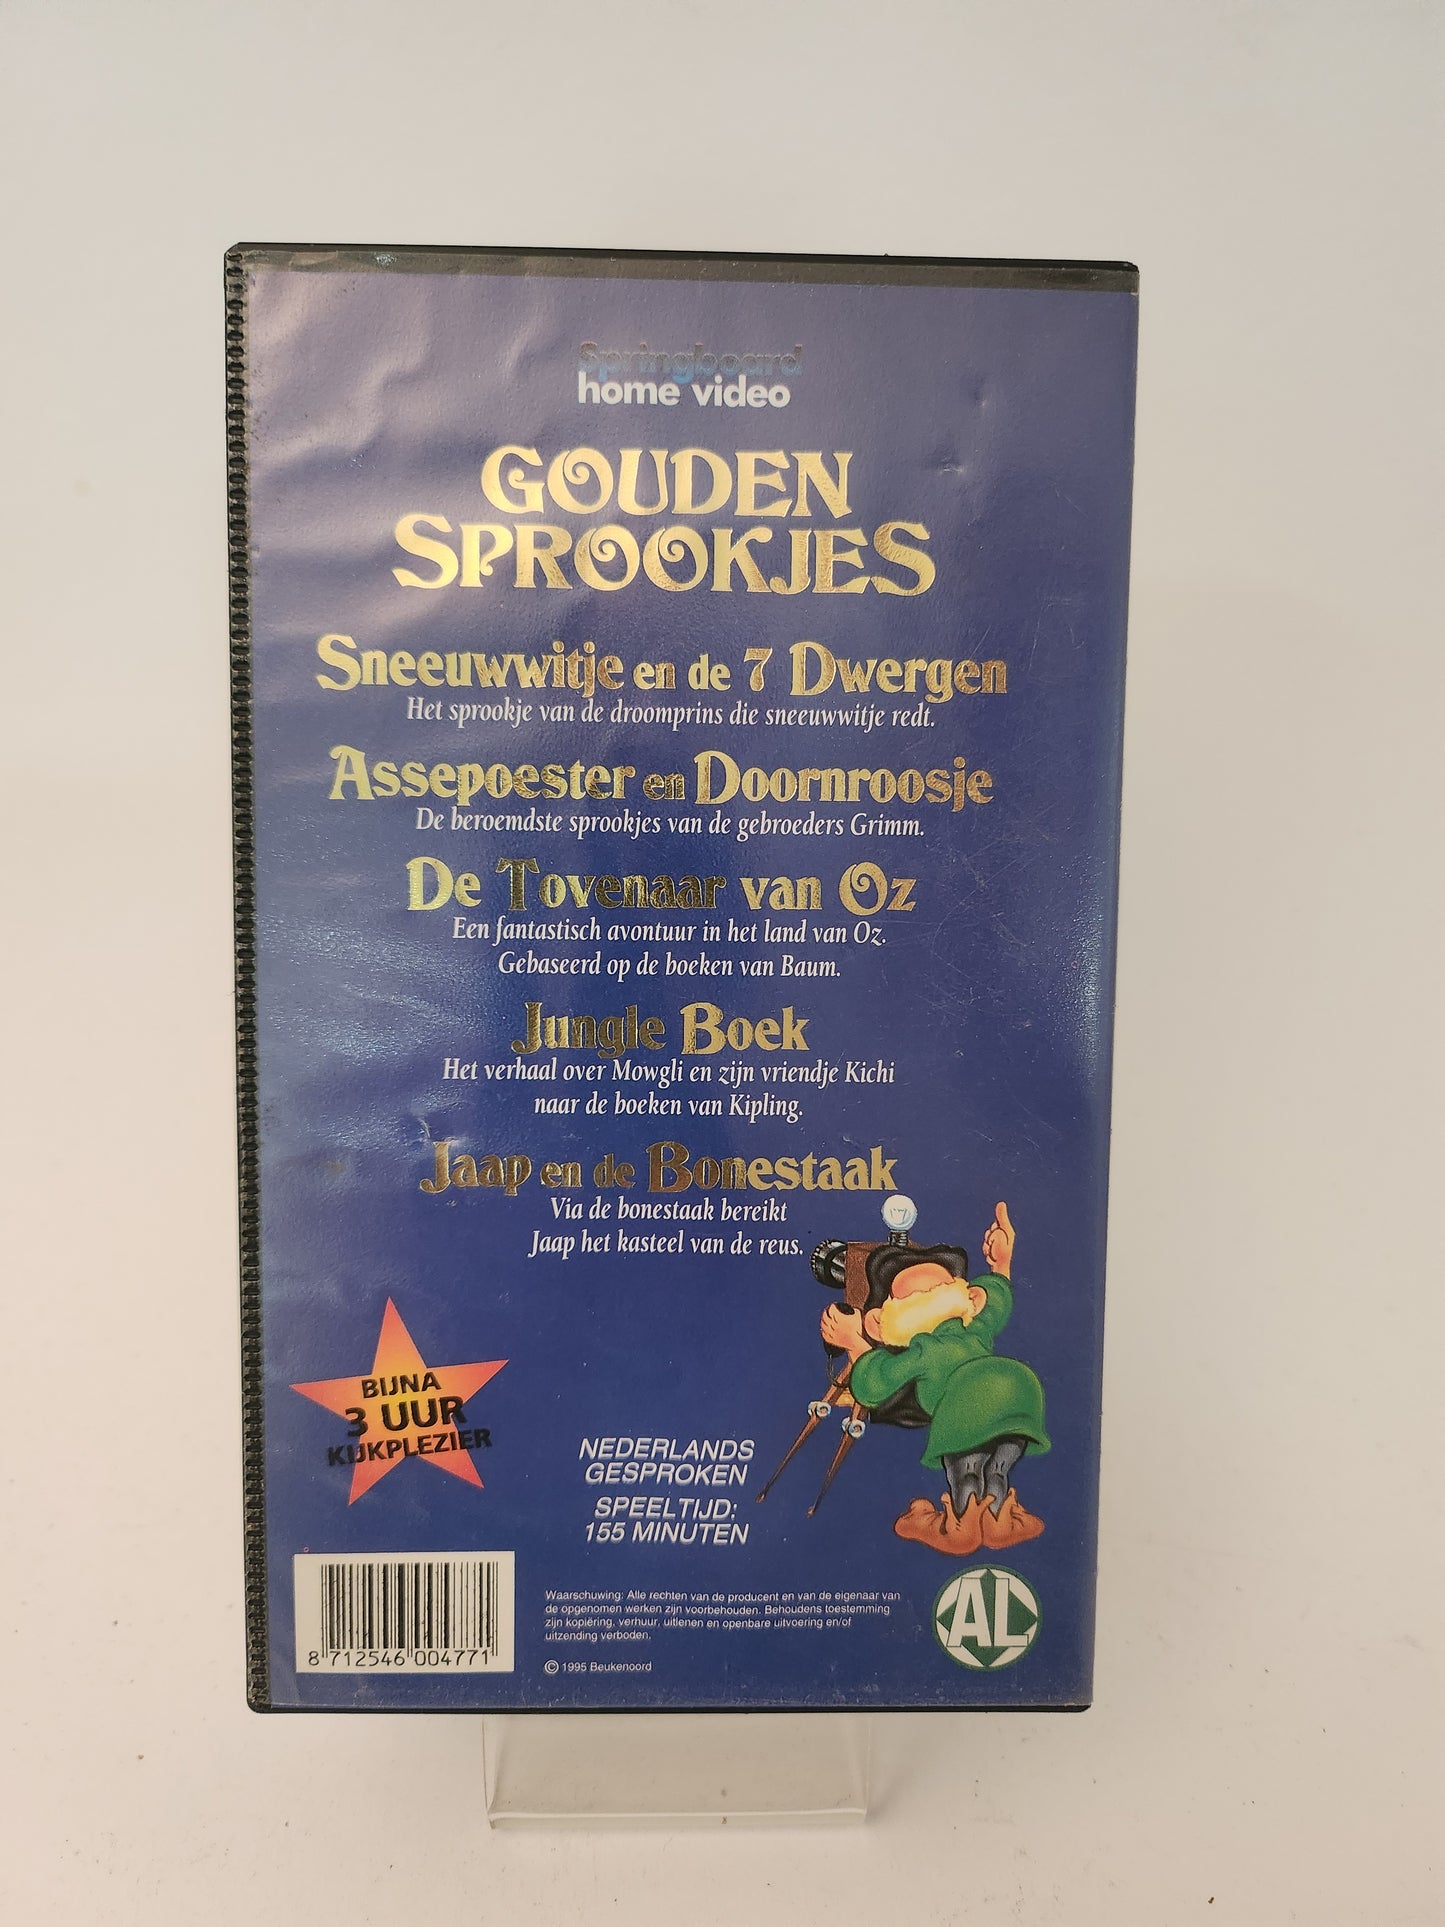 Springboard
home video
GOUDEN
SPROOKJES
Sneeuwwitje en de 7 Dwergen
Het sprookje van de droomprins die sneeuwwitje redt.
Assepoester en Doornroosje
De beroemdste sprookjes van de gebroeders Grimm.
De Tovenaar van Oz
Een fantastisch avontuur in het land van Oz.
Gebaseerd op de boeken van Baum.
Jungle Boek
Het verhaal over Mowgli en zijn vriendje Kichi
naar de boeken van Kipling.
Jaap en de Bonestaak
Via de bonestaak bereikt
Jaap het kasteel van de reus.
BIJNA
3 UUR
KIJKPLEZIER
NEDERLANDS
GESPROKEN
SPEELTIJD:
155 MINUTEN
8 712546 004771
Waarschuwing: Alle rechten van de producent en van de eigenaar van
de opgenomen werken zijn voorbehouden. Behoudens toestemming
zijn kopiëring, verhuur, uitlenen en openbare uitvoering en/of
uitzending verboden.
© 1995 Beukenoord
AL